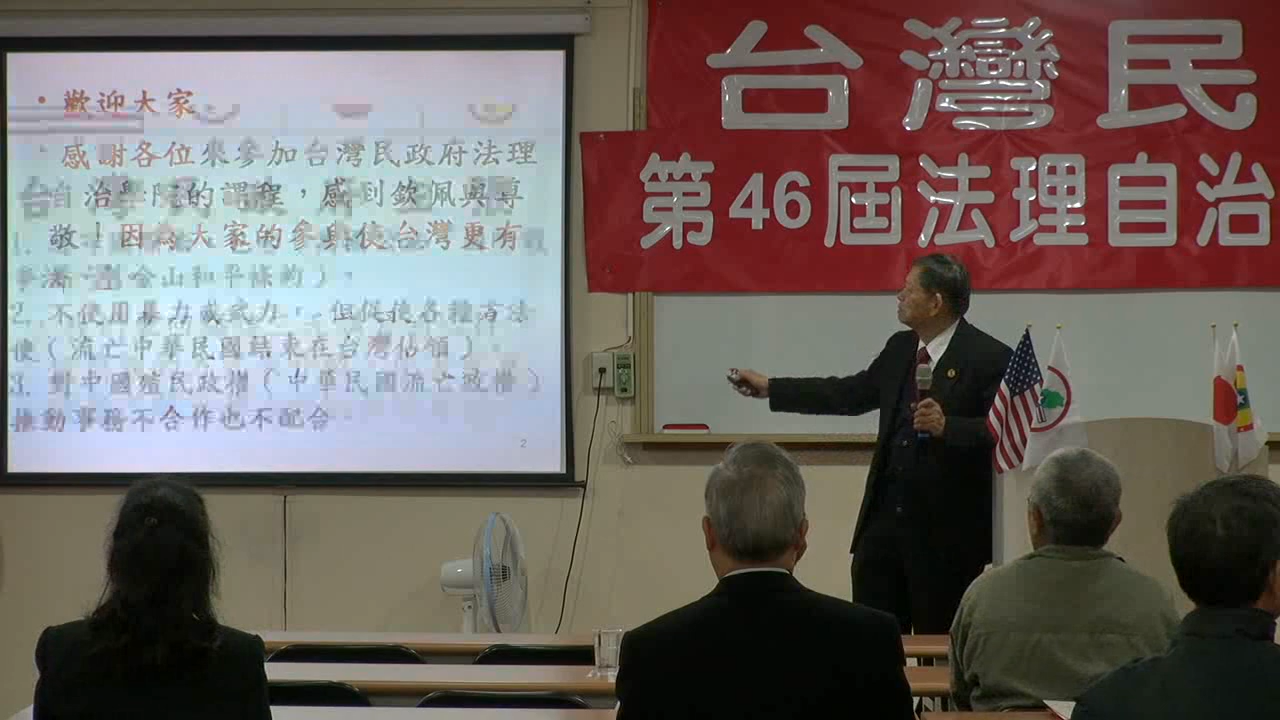 台灣民
第46屆法理自治
•歡迎大家
•感謝各位來參加台灣民政府法理
自治學院的課程，感到欽佩與尊
敬！因為大家的參與使台灣更有
山和平條約）。
2. 不使用暴力或武力，但促使各種方法
使（流亡中華民國結束在台灣佔領）。
3. 對中國殖民政權（中華民國流亡政權）
推動事務不合作也不配合。
2